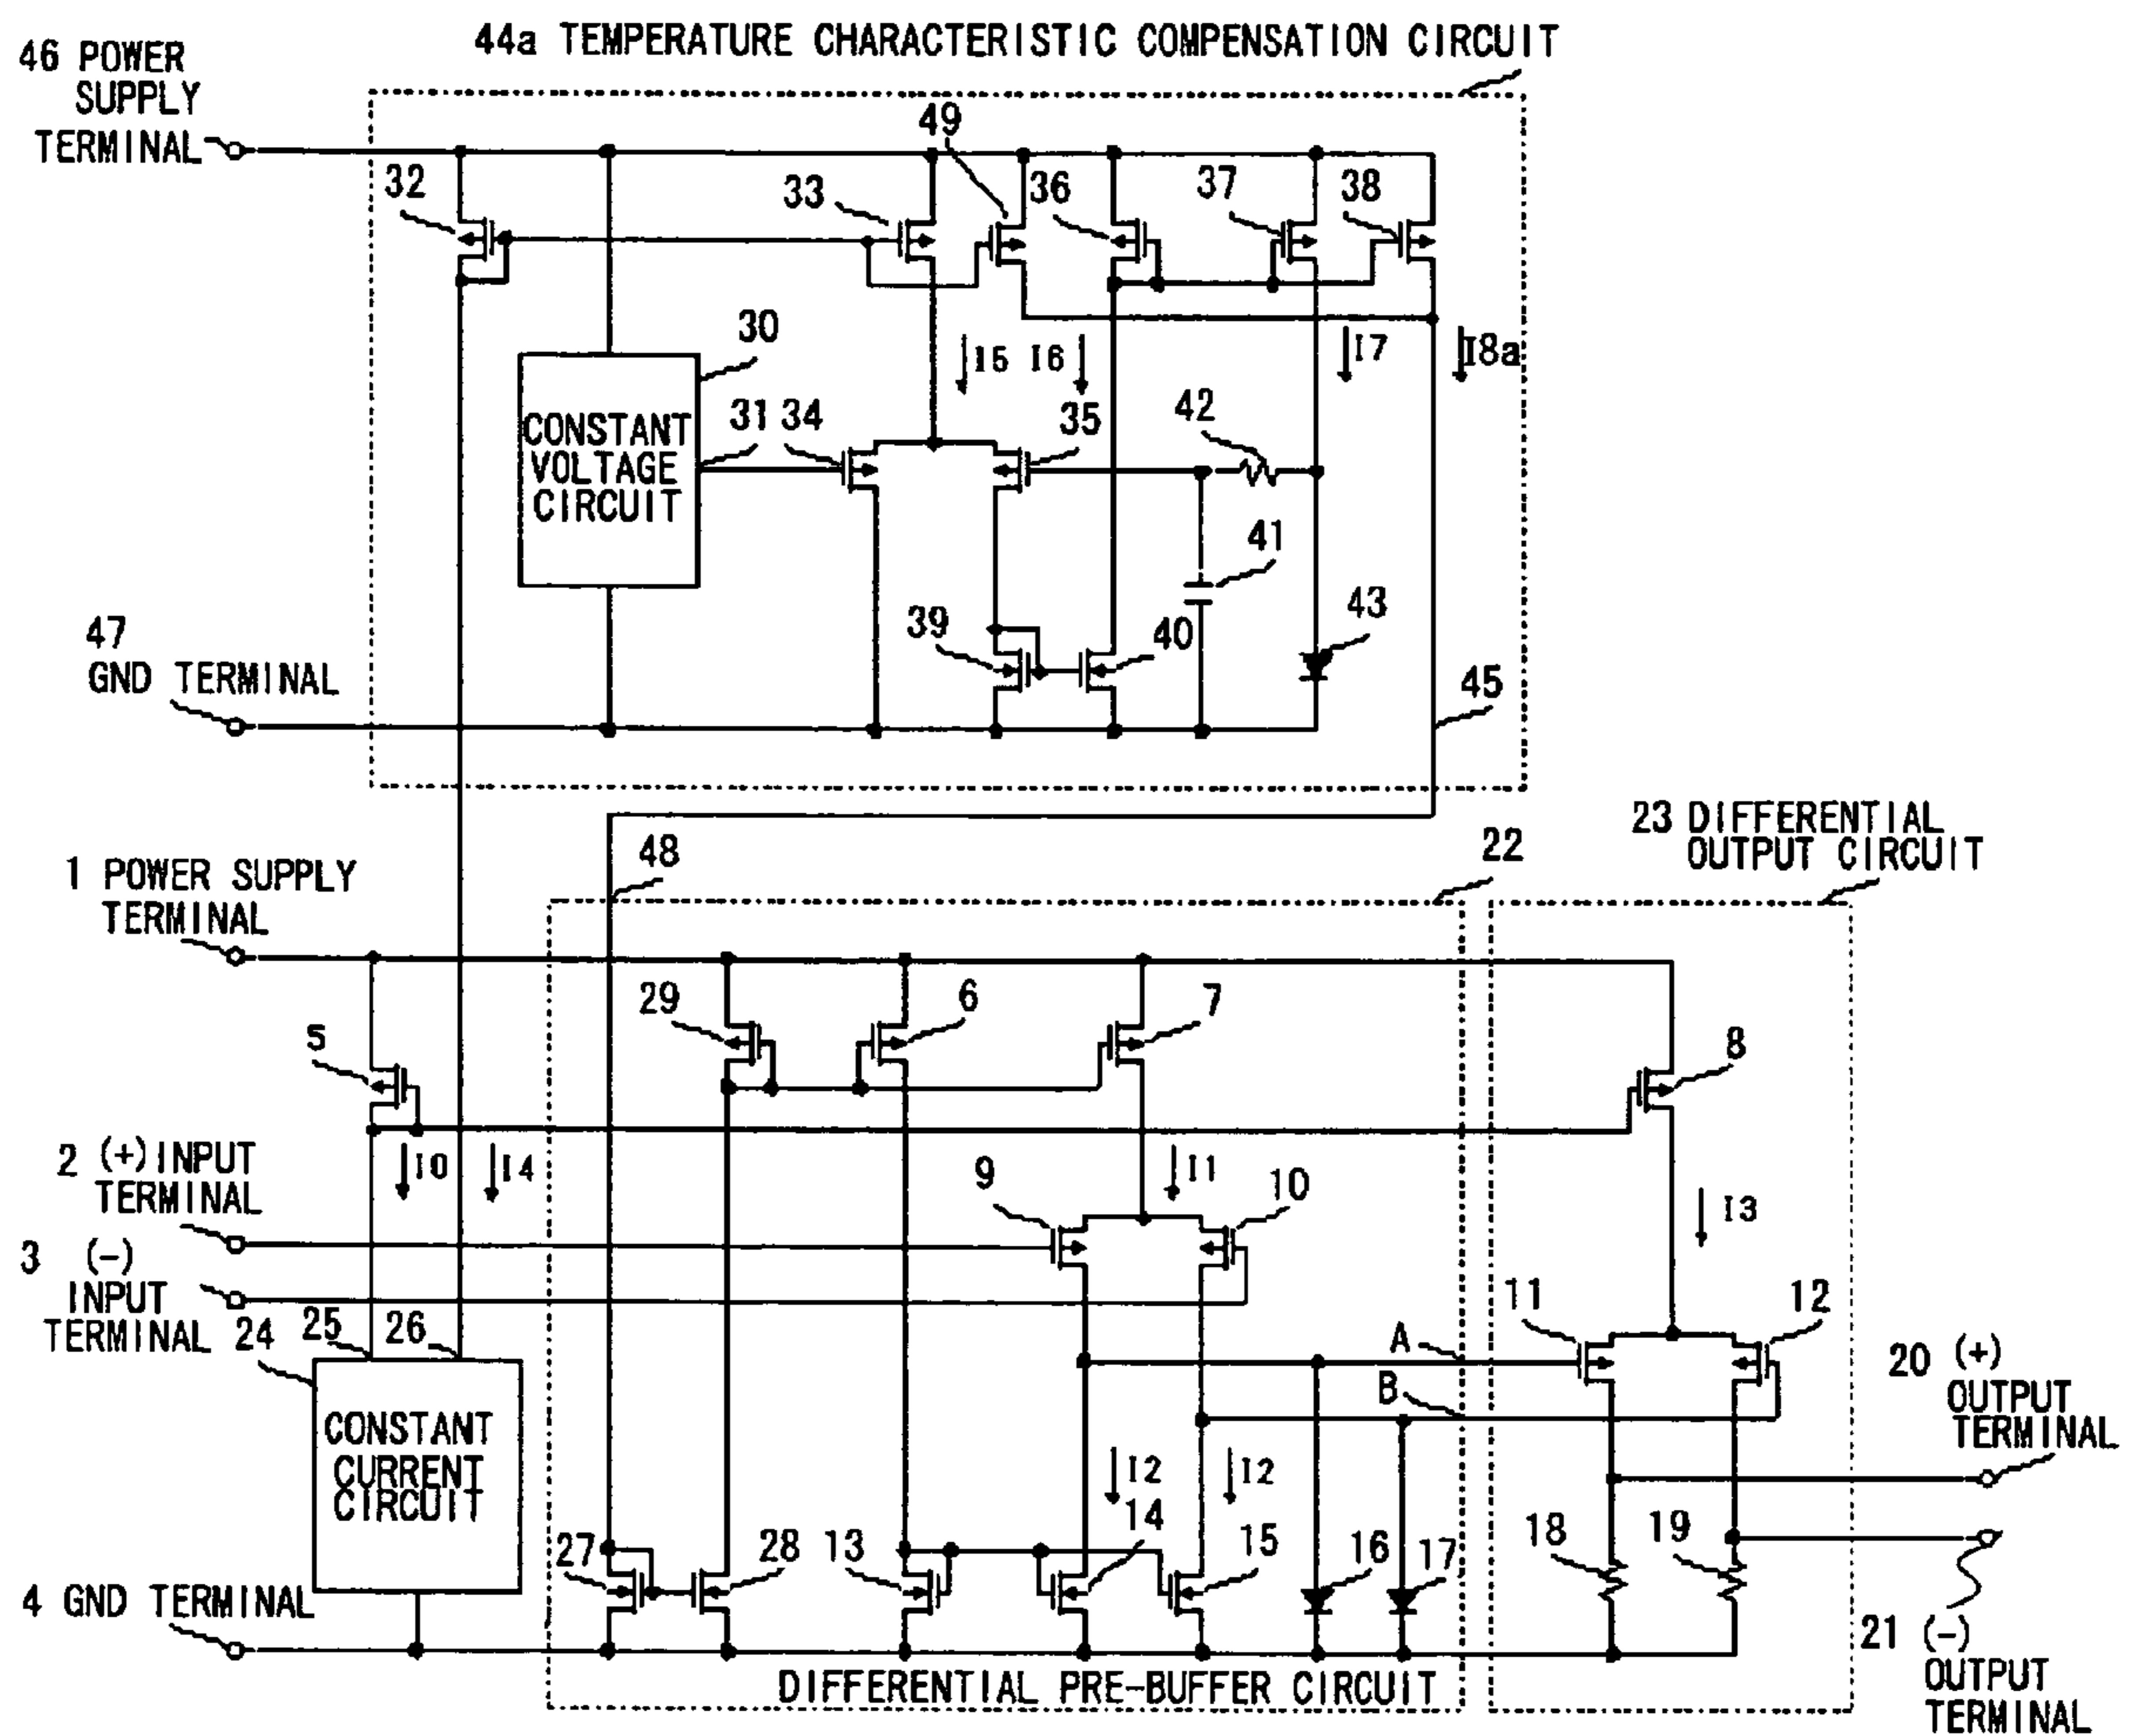 44a TEMPERATURE CHARACTERISTIC COMPENSATION CIRCUIT
46 POWER
SUPPLY
TERMINAL
49
32
33
36
37
38
30
I5
I6
I7
I8a
CONSTANT
VOLTAGE
CIRCUIT
31
34
35
42
41
39
40
43
47
GND TERMINAL
45
23 DIFFERENTIAL
OUTPUT CIRCUIT
48
22
1 POWER SUPPLY
TERMINAL
29
6
7
5
8
2 (+) INPUT
TERMINAL
I0
I4
9
I1
10
I3
3 (-)
INPUT
TERMINAL
24
25
26
11
12
A
B
20 (+)
OUTPUT
TERMINAL
CONSTANT
CURRENT
CIRCUIT
I2
I2
27
28
13
14
15
16
17
18
19
4 GND TERMINAL
21 (-)
OUTPUT
TERMINAL
DIFFERENTIAL PRE-BUFFER CIRCUIT